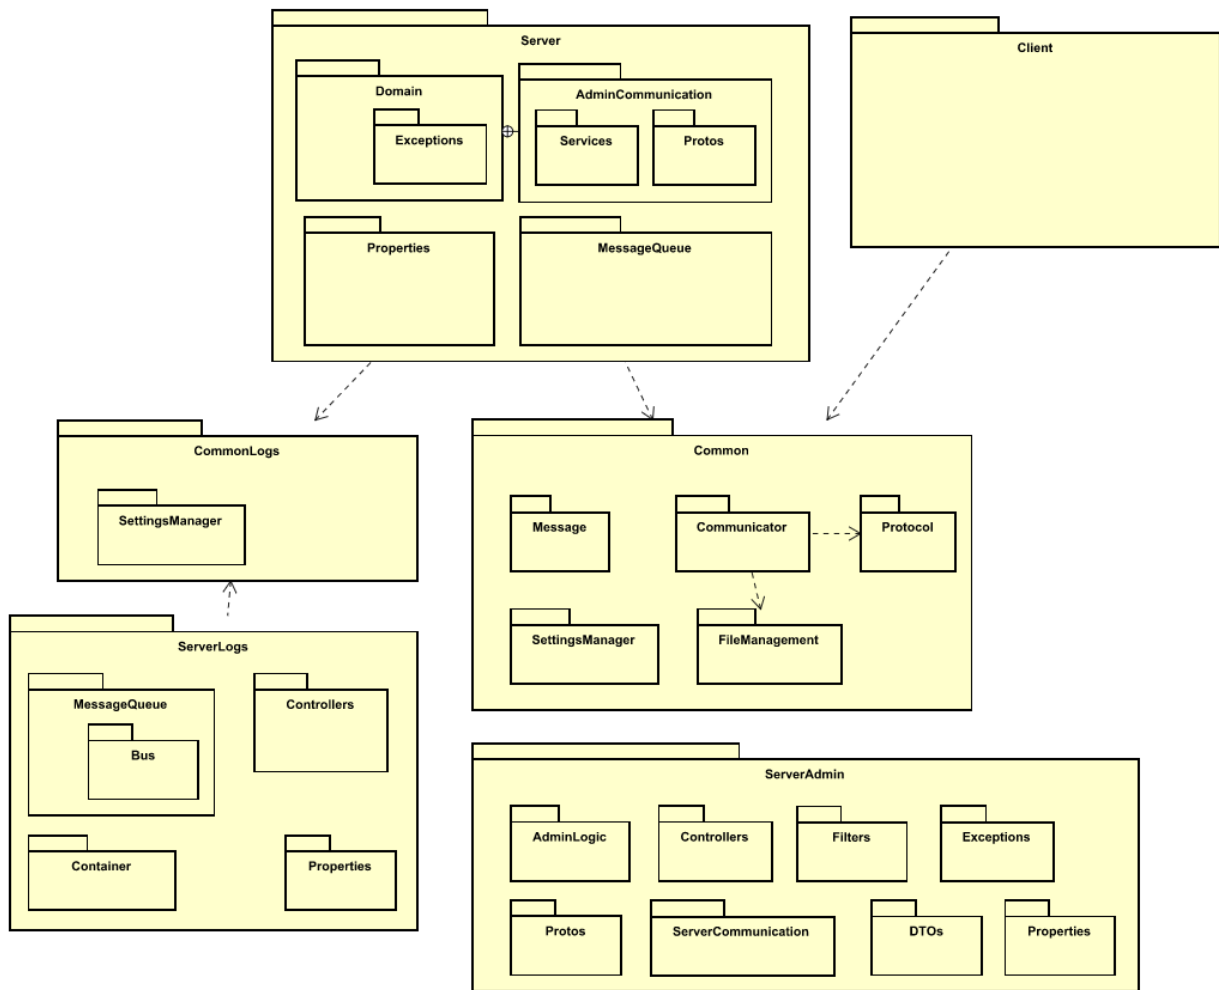 Server
Client
Domain
AdminCommunication
Exceptions
Services
Protos
Properties
MessageQueue
CommonLogs
SettingsManager
Common
Message
Communicator
Protocol
SettingsManager
FileManagement
ServerLogs
MessageQueue
Controllers
Bus
Container
Properties
ServerAdmin
AdminLogic
Controllers
Filters
Exceptions
Protos
ServerCommunication
DTOs
Properties